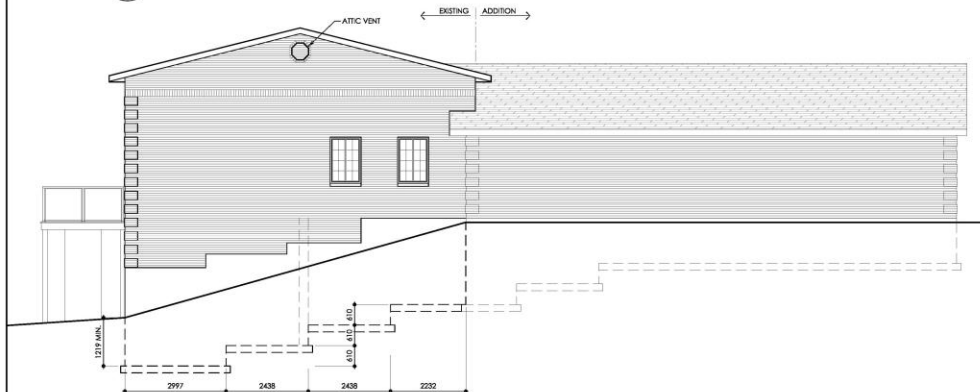 EXISTING ADDITION
ATTIC VENT
1219 MIN.
610
610
610
2997 2438 2438 2232